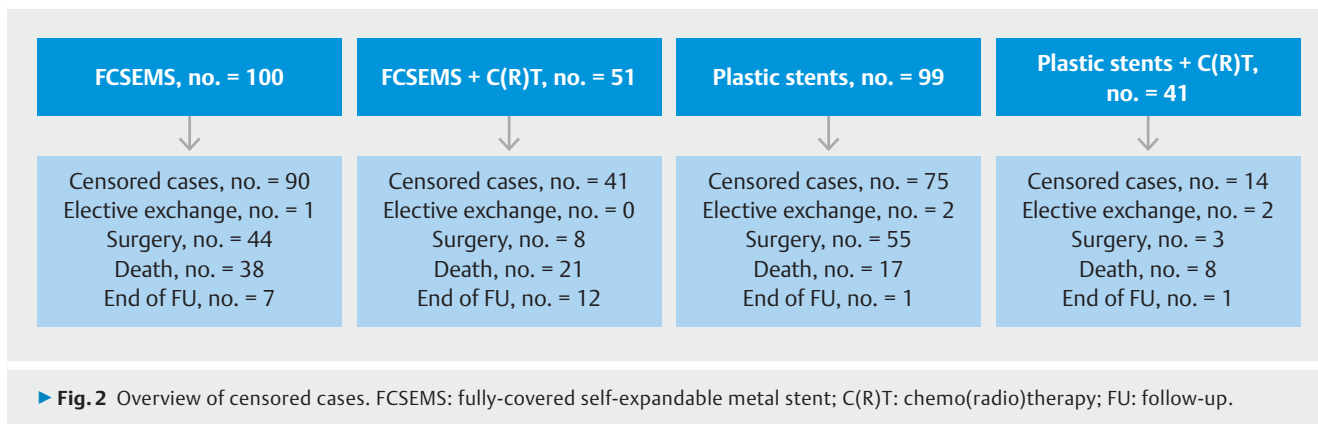 FCSEMS, no. = 100
Censored cases, no. = 90
Elective exchange, no. = 1
Surgery, no. = 44
Death, no. = 38
End of FU, no. = 7
FCSEMS + C(R)T, no. = 51
Censored cases, no. = 41
Elective exchange, no. = 0
Surgery, no. = 8
Death, no. = 21
End of FU, no. = 12
Plastic stents, no. = 99
Censored cases, no. = 75
Elective exchange, no. = 2
Surgery, no. = 55
Death, no. = 17
End of FU, no. = 1
Plastic stents + C(R)T,
no. = 41
Censored cases, no. = 14
Elective exchange, no. = 2
Surgery, no. = 3
Death, no. = 8
End of FU, no. = 1
▶ Fig. 2 Overview of censored cases. FCSEMS: fully-covered self-expandable metal stent; C(R)T: chemo(radio)therapy; FU: follow-up.